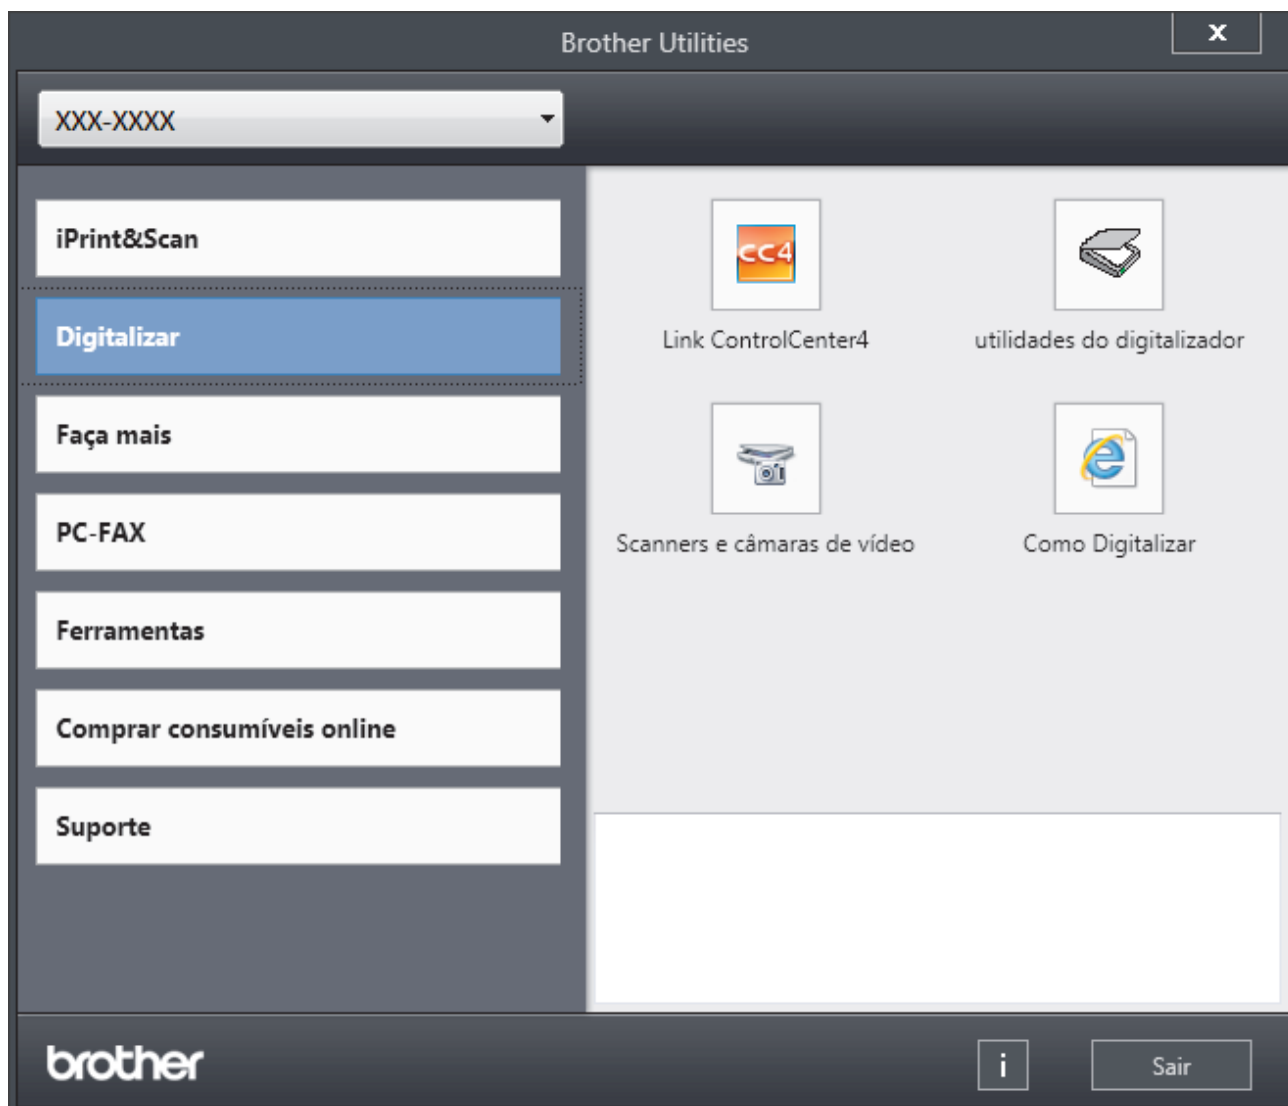 Brother Utilities
x
XXX-XXXX
iPrint&Scan
Digitalizar
Faça mais
PC-FAX
Ferramentas
Comprar consumíveis online
Suporte
CC4
Link ControlCenter4
utilidades do digitalizador
Scanners e câmaras de vídeo
Como Digitalizar
brother
i
Sair